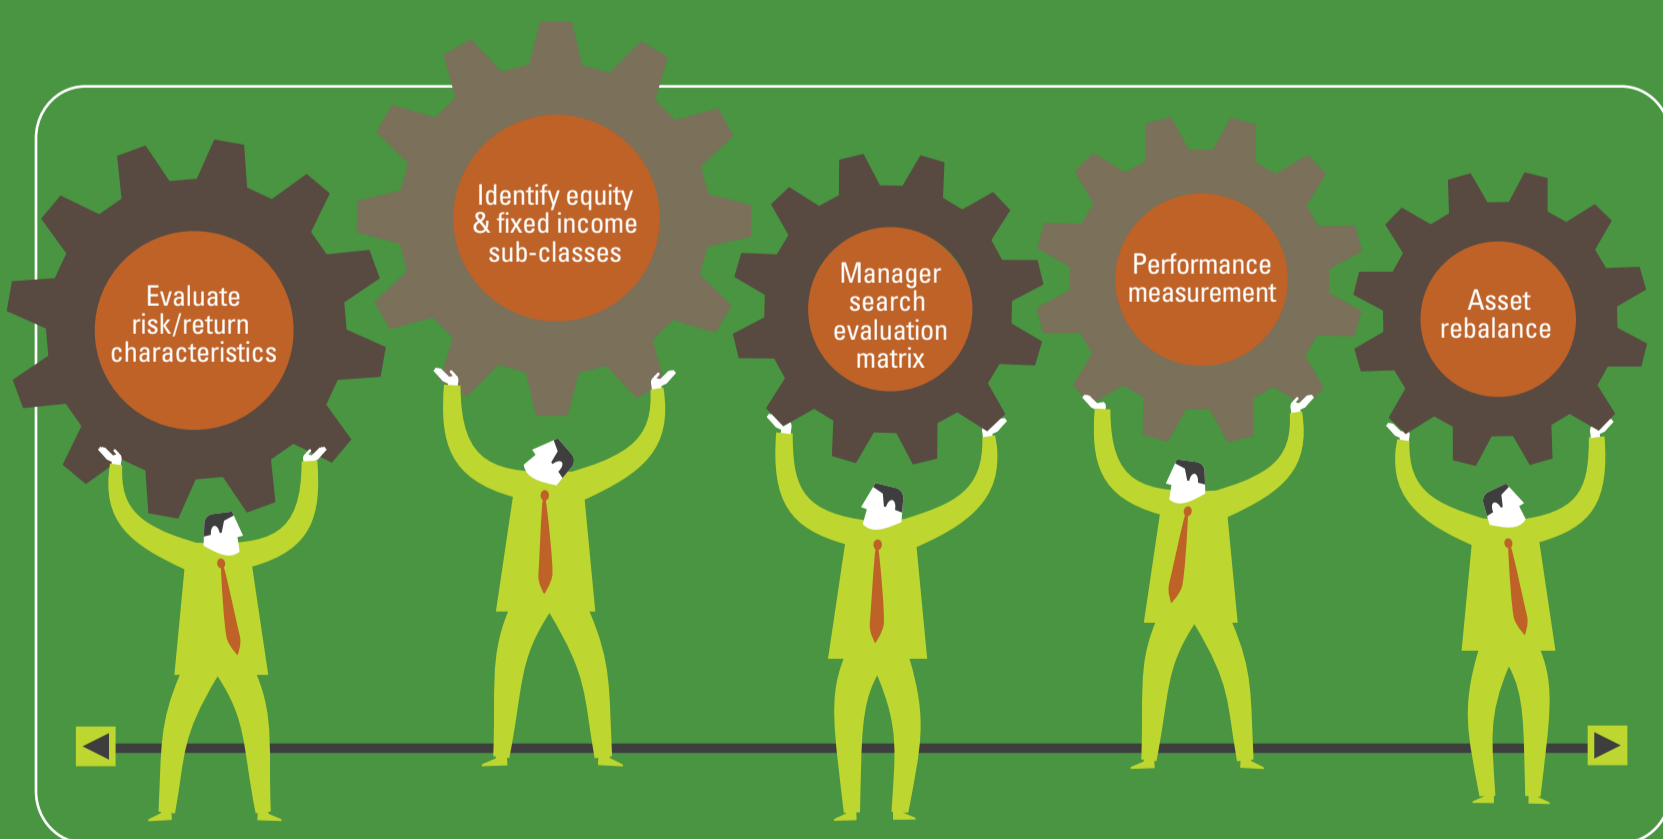 Evaluate
risk/return
characteristics
Identify equity
& fixed income
sub-classes
Manager
search
evaluation
matrix
Performance
measurement
Asset
rebalance